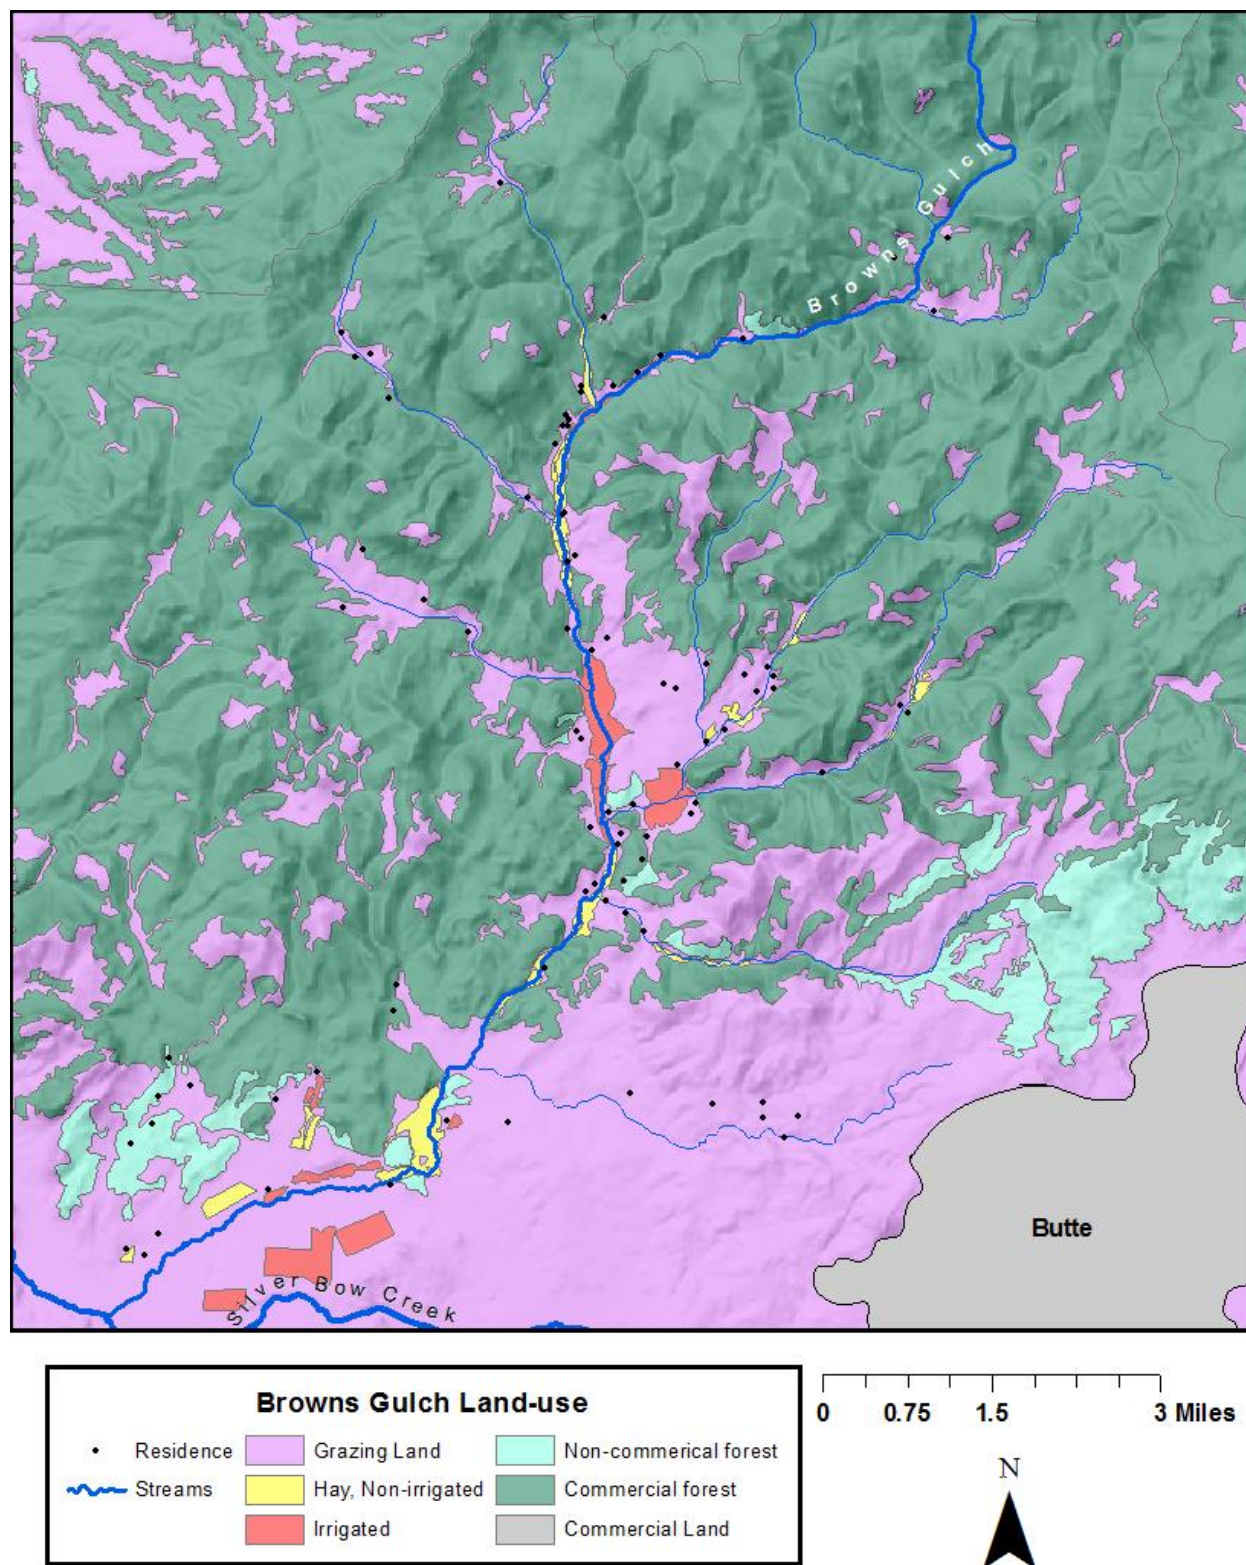 Browns Gulch
Butte
Silver Bow Creek
Browns Gulch Land-use
Residence
Grazing Land
Non-commerical forest
Streams
Hay, Non-irrigated
Commercial forest
Irrigated
Commercial Land
0 0.75 1.5 3 Miles
N